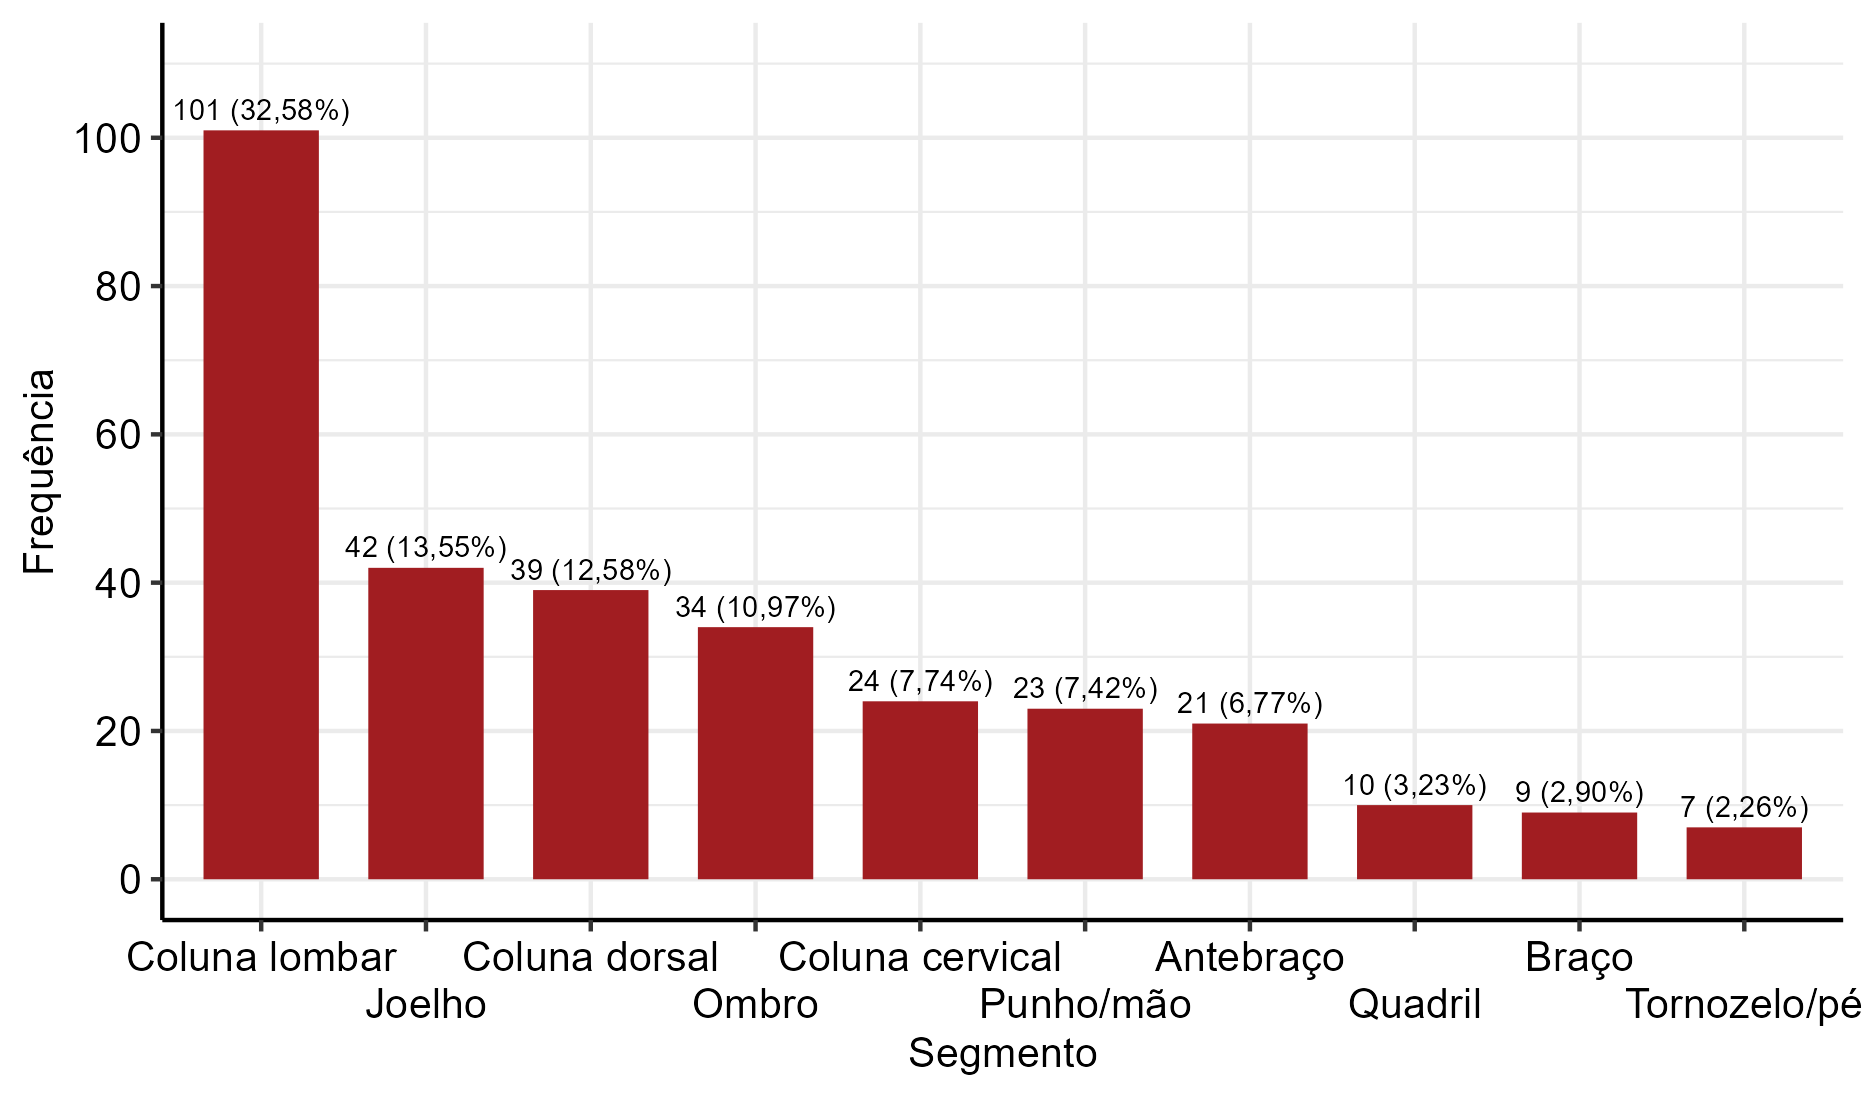 Frequência
100
80
60
40
20
0
101 (32,58%)
42 (13,55%)
39 (12,58%)
34 (10,97%)
24 (7,74%)
23 (7,42%)
21 (6,77%)
10 (3,23%)
9 (2,90%)
7 (2,26%)
Coluna lombar
Joelho
Coluna dorsal
Ombro
Coluna cervical
Punho/mão
Antebraço
Quadril
Braço
Tornozelo/pé
Segmento